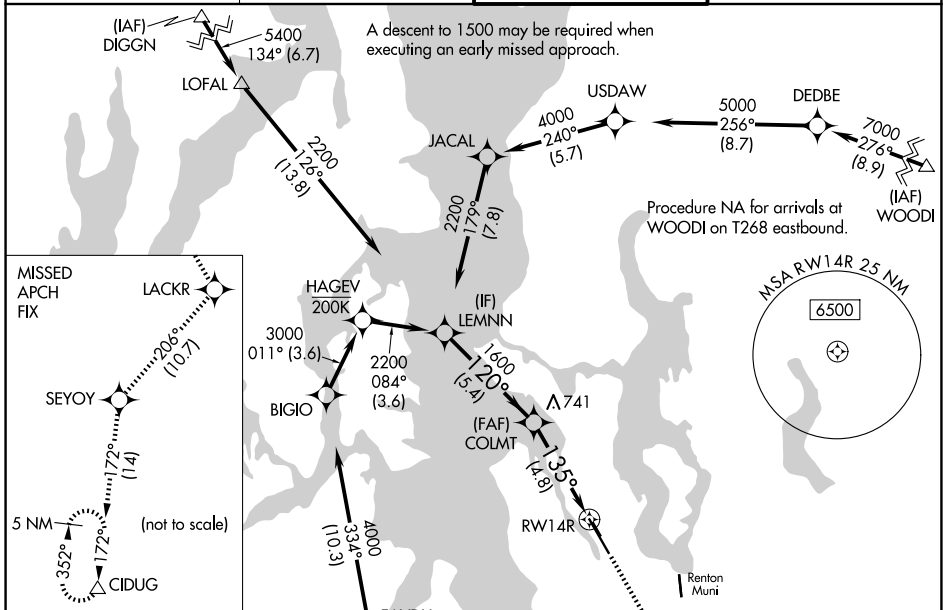 (IAF)
DIGGN
5400
134° (6.7)
A descent to 1500 may be required when
executing an early missed approach.
LOFAL
USDAW
DEDBE
4000
240°
(5.7)
5000
256°
(8.7)
7000
276°
(8.9)
(IAF)
WOODI
JACAL
2200
126°
(13.8)
2200
179°
(7.8)
Procedure NA for arrivals at
WOODI on T268 eastbound.
MISSED
APCH
FIX
LACKR
206°
(10.7)
SEYOY
172°
(14)
5 NM
(not to scale)
352°
172°
CIDUG
HAGEV
200K
(IF)
LEMNN
3000
011° (3.6)
2200
084°
(3.6)
BIGIO
1600
120°
(5.4)
741
(FAF)
COLMT
135°
(4.8)
RW14R
4000
334°
(10.3)
MSA RW14R 25 NM
6500
Renton
Muni